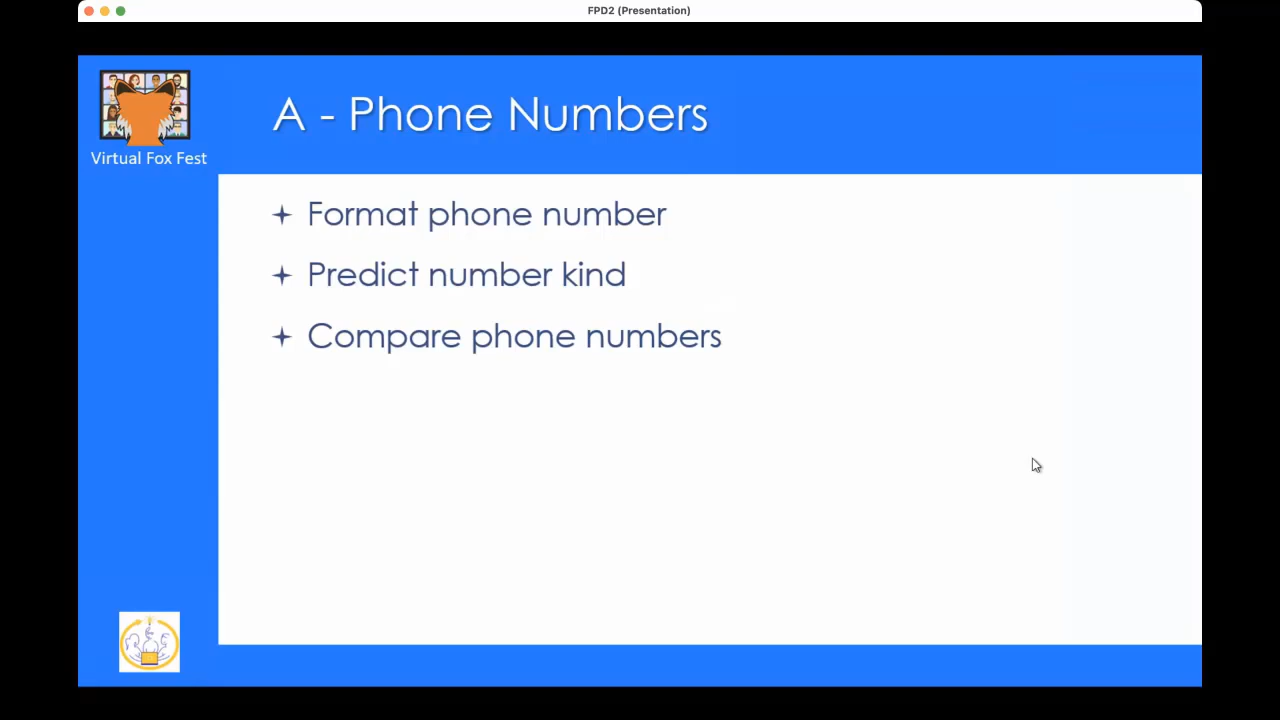 FPD2 (Presentation)
A - Phone Numbers
Virtual Fox Fest
Format phone number
Predict number kind
Compare phone numbers